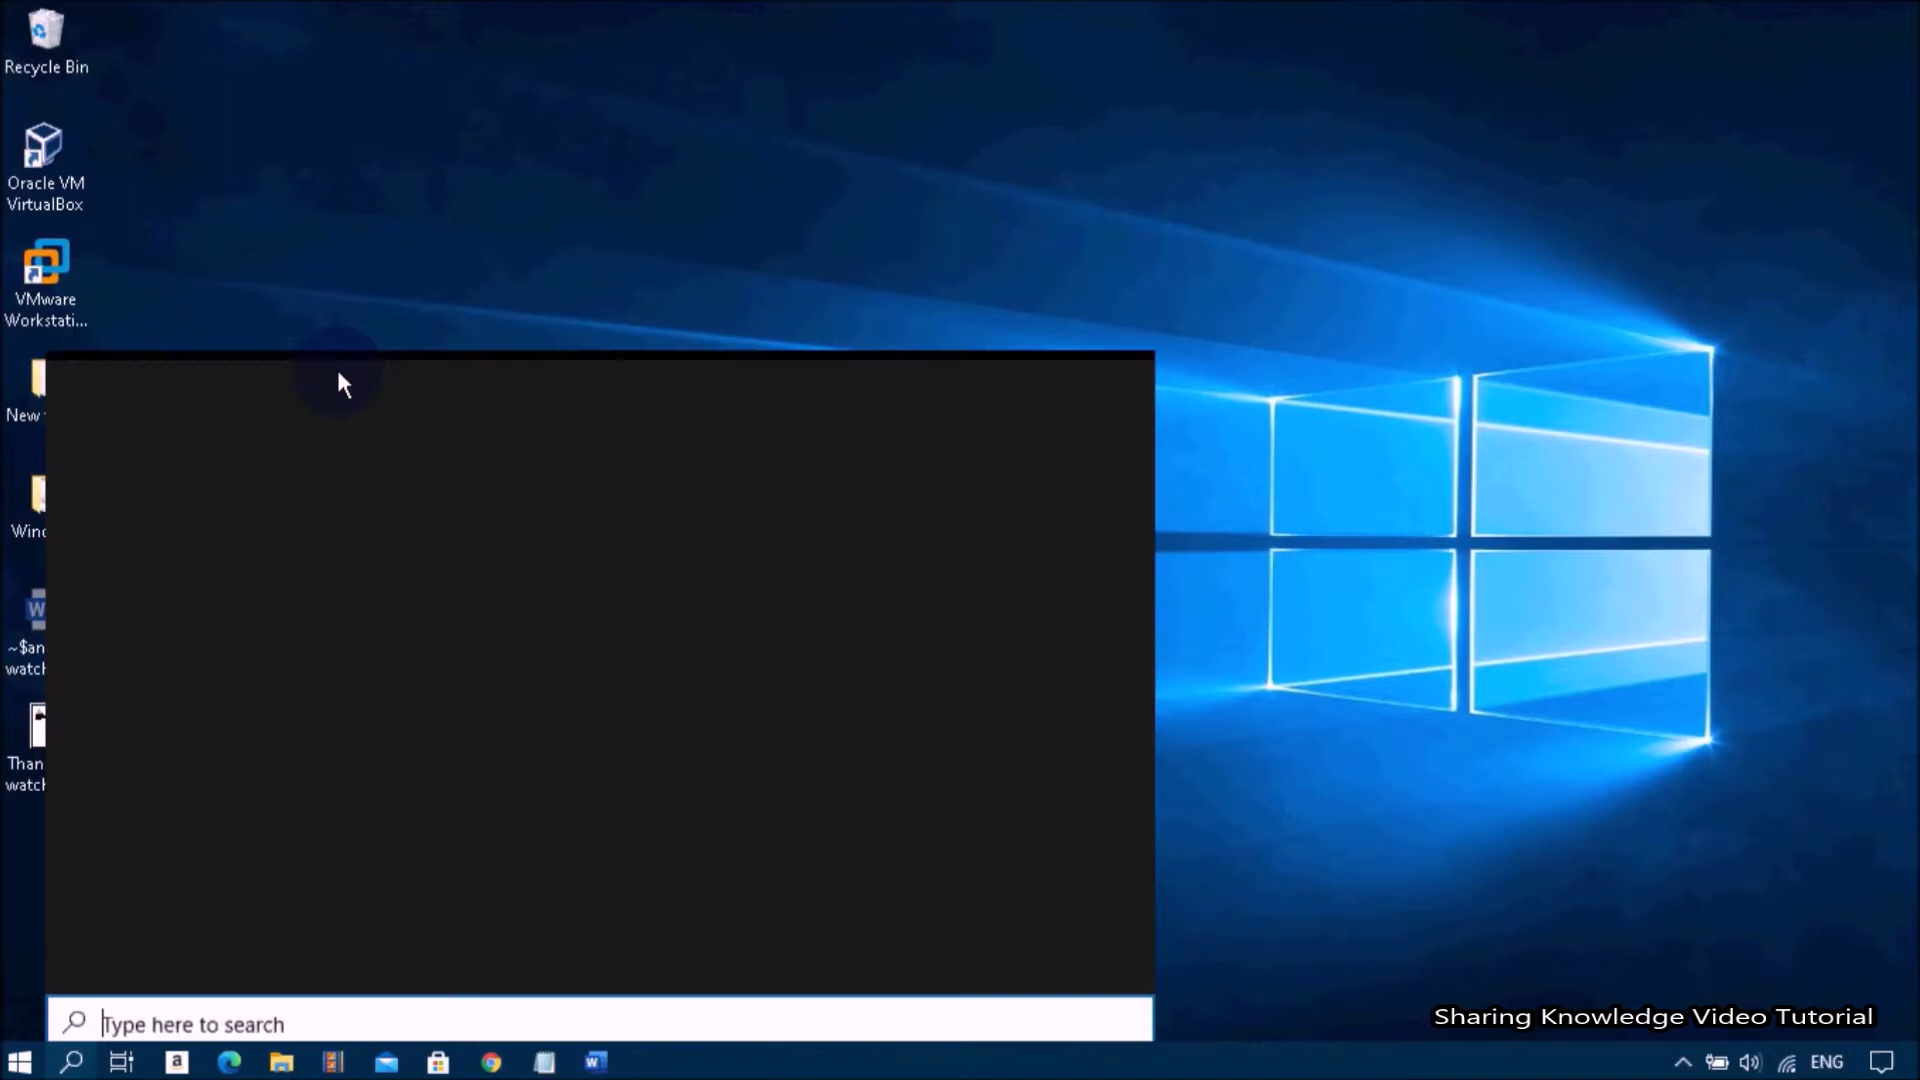 Recycle Bin
Oracle VM
VirtualBox
VMware
Workstati...
New
Wind
~$an
watch
Than
watch
Type here to search
Sharing Knowledge Video Tutorial
a
W
ENG